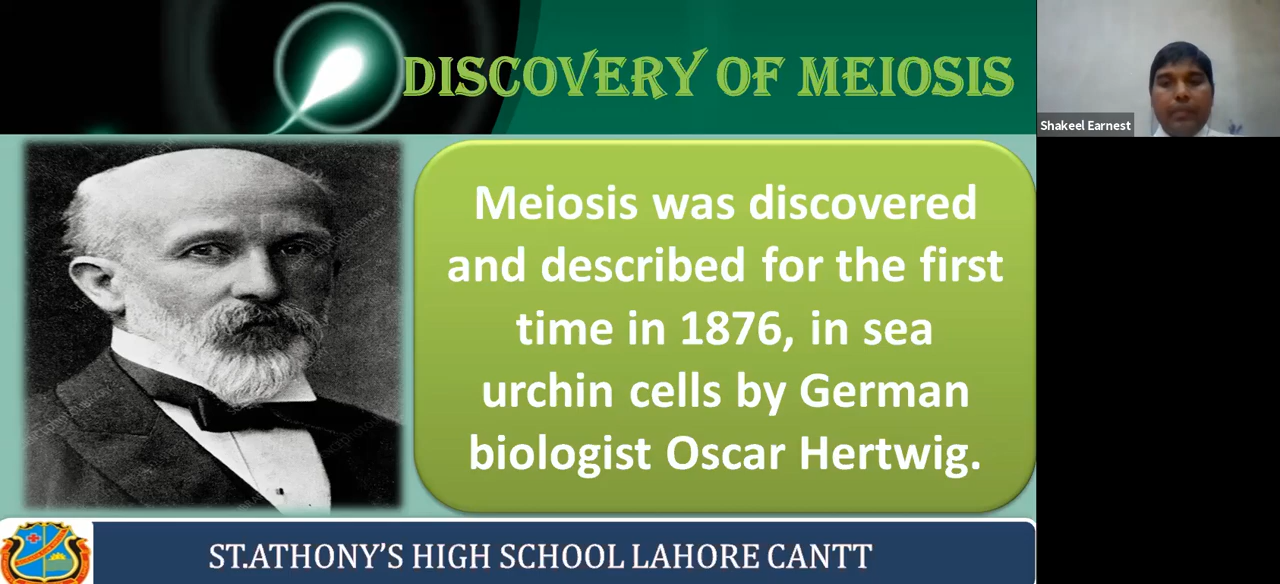 DISCOVERY OF MEIOSIS
Shakeel Earnest
Meiosis was discovered
and described for the first
time in 1876, in sea
urchin cells by German
biologist Oscar Hertwig.
ST.ATHONY'S HIGH SCHOOL LAHORE CANTT